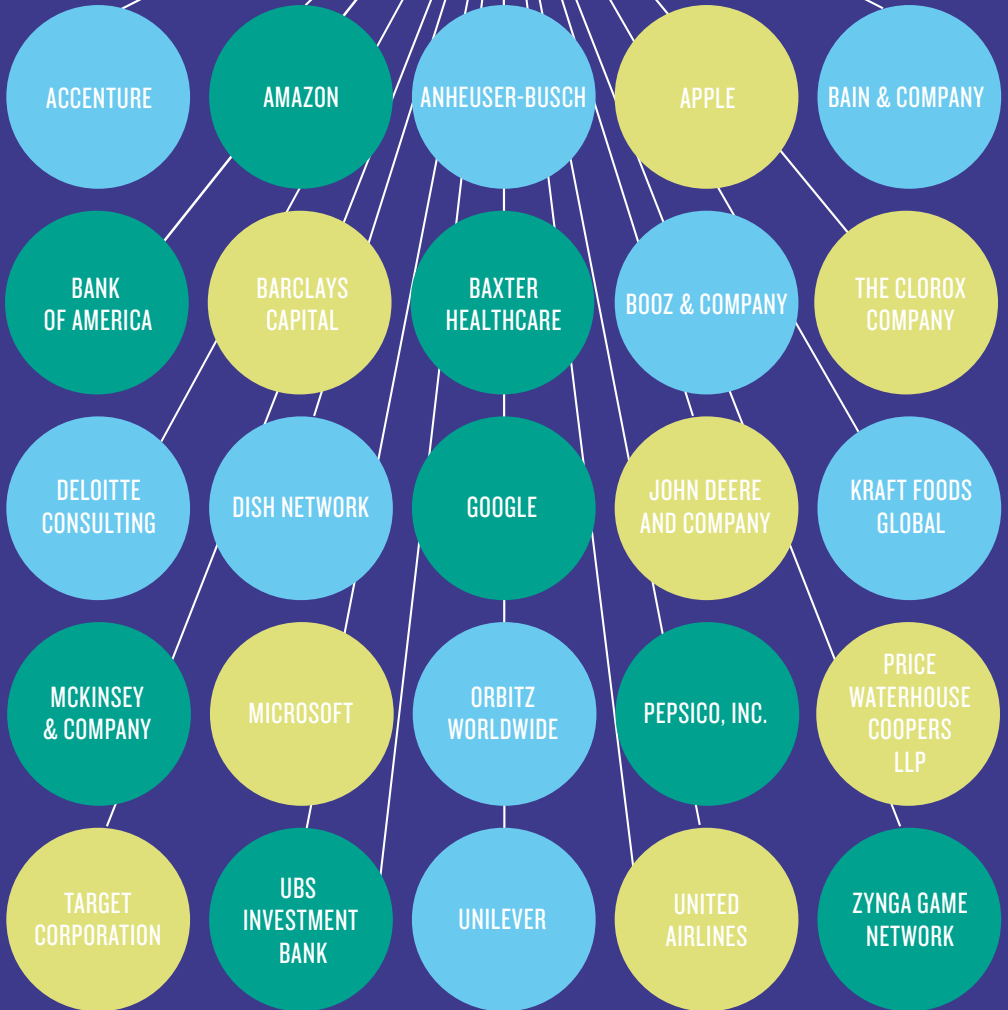 ACCENTURE
AMAZON
ANHEUSER-BUSCH
APPLE
BAIN & COMPANY
BANK
OF AMERICA
BARCLAYS
CAPITAL
BAXTER
HEALTHCARE
BOOZ & COMPANY
THE CLOROX
COMPANY
DELOITTE
CONSULTING
DISH NETWORK
GOOGLE
JOHN DEERE
AND COMPANY
KRAFT FOODS
GLOBAL
MCKINSEY
& COMPANY
MICROSOFT
ORBITZ
WORLDWIDE
PEPSICO, INC.
PRICE
WATERHOUSE
COOPERS
LLP
TARGET
CORPORATION
UBS
INVESTMENT
BANK
UNILEVER
UNITED
AIRLINES
ZYNGA GAME
NETWORK